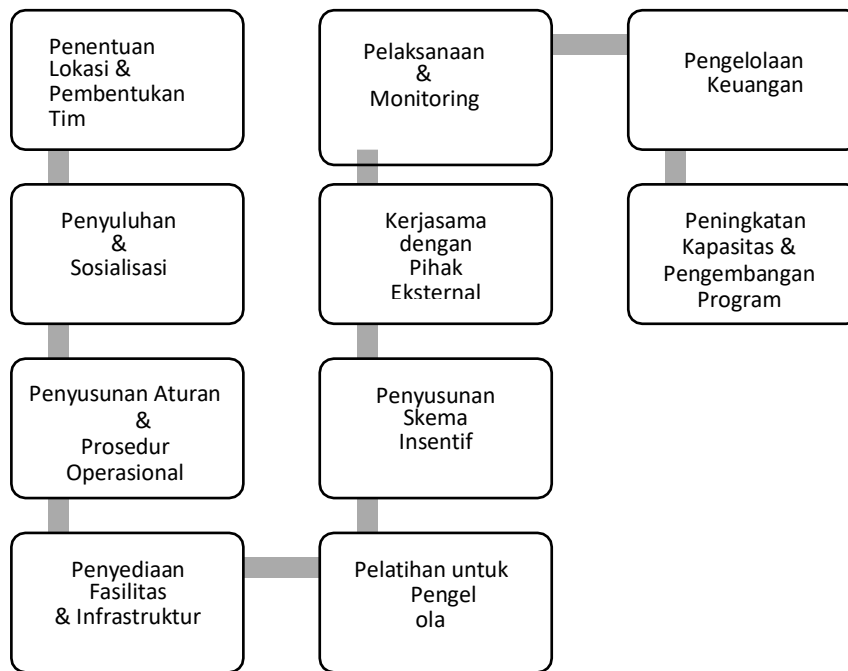 Penentuan
Lokasi &
Pembentukan
Tim
Penyuluhan
&
Sosialisasi
Penyusunan Aturan
&
Prosedur
Operasional
Penyediaan
Fasilitas
& Infrastruktur
Pelatihan untuk
Pengel
ola
Penyusunan
Skema
Insentif
Kerjasama
dengan
Pihak
Eksternal
Pelaksanaan
&
Monitoring
Pengelolaan
Keuangan
Peningkatan
Kapasitas &
Pengembangan
Program